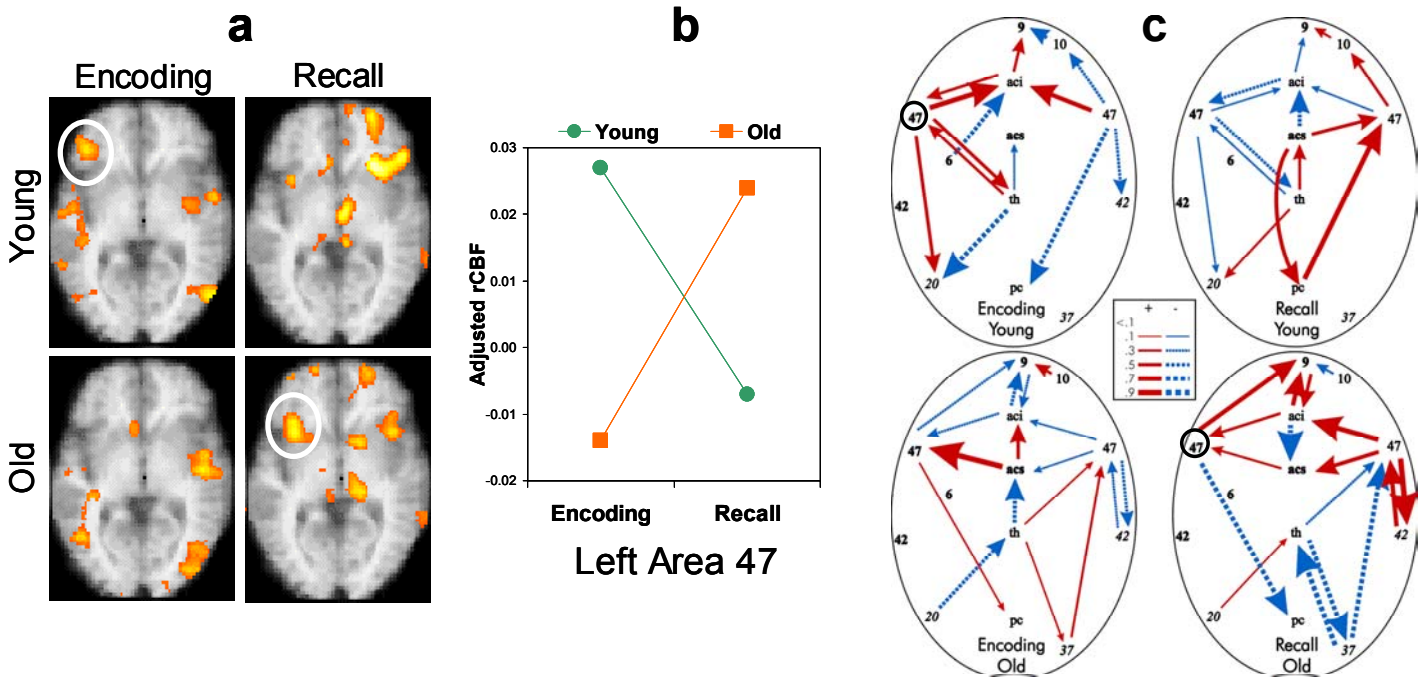 a
Encoding Recall
Young
Old
b
Young Old
Adjusted rCBF
0.03
0.02
0.01
0.00
-0.01
-0.02
Encoding Recall
Left Area 47
c
9
10
aci
47
47
acs
6
th
42
42
20
pc
Encoding
Young
37
9
10
aci
47
47
acs
6
th
42
42
20
pc
Recall
Young
37
+ -
<.1
.1
.3
.5
.7
.9
9
10
aci
47
47
acs
6
th
42
42
20
pc
37
Encoding
Old
9
10
aci
47
47
acs
6
th
42
42
20
pc
37
Recall
Old